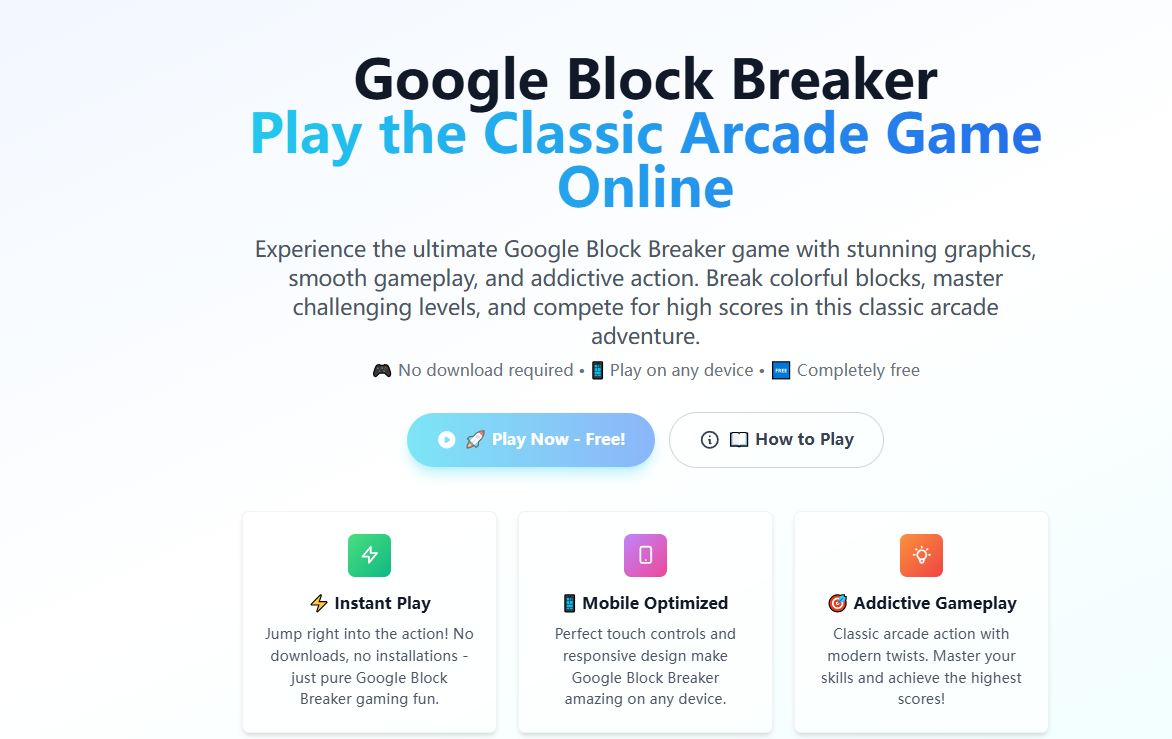 Google Block Breaker
Play the Classic Arcade Game
Online
Experience the ultimate Google Block Breaker game with stunning graphics,
smooth gameplay, and addictive action. Break colorful blocks, master
challenging levels, and compete for high scores in this classic arcade
adventure.
🎮 No download required • 📱 Play on any device • 🆓 Completely free
🚀 Play Now - Free!
📖 How to Play
⚡ Instant Play
Jump right into the action! No
downloads, no installations -
just pure Google Block
Breaker gaming fun.
📱 Mobile Optimized
Perfect touch controls and
responsive design make
Google Block Breaker
amazing on any device.
🎯 Addictive Gameplay
Classic arcade action with
modern twists. Master your
skills and achieve the highest
scores!